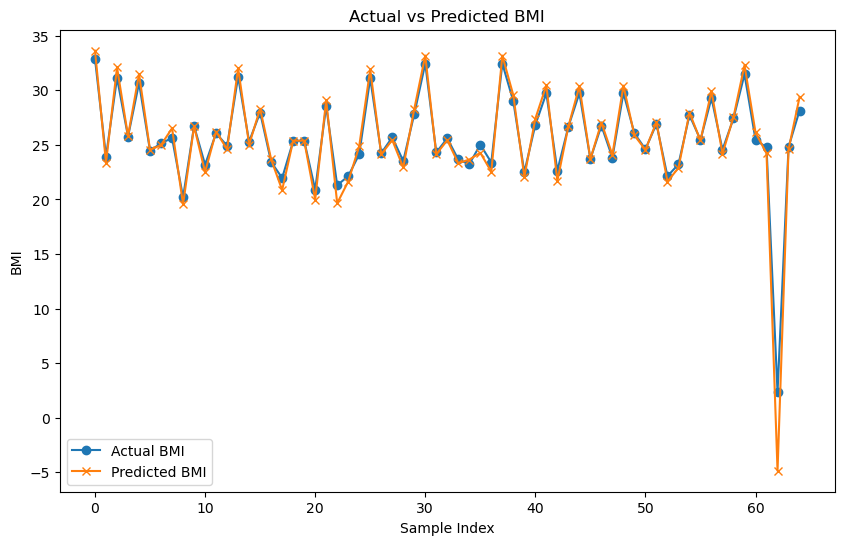 Actual vs Predicted BMI
35
30
25
20
15
10
5
0
−5
BMI
Actual BMI
Predicted BMI
0 10 20 30 40 50 60
Sample Index